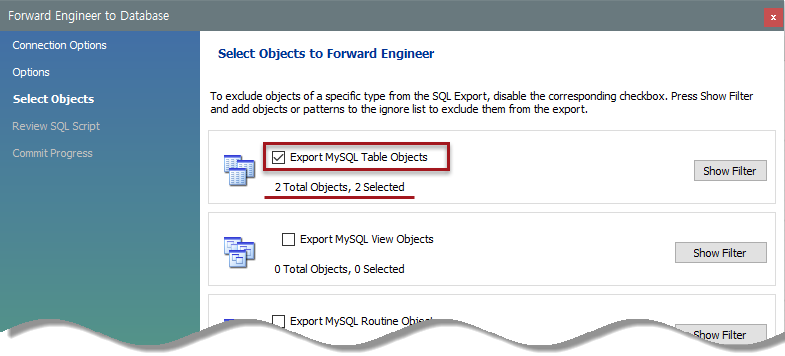 Forward Engineer to Database
Connection Options
Options
Select Objects
Review SQL Script
Commit Progress
Select Objects to Forward Engineer
To exclude objects of a specific type from the SQL Export, disable the corresponding checkbox. Press Show Filter
and add objects or patterns to the ignore list to exclude them from the export.
Export MySQL Table Objects
2 Total Objects, 2 Selected
Show Filter
Export MySQL View Objects
0 Total Objects, 0 Selected
Show Filter
Export MySQL Routine Objects
Show Filter